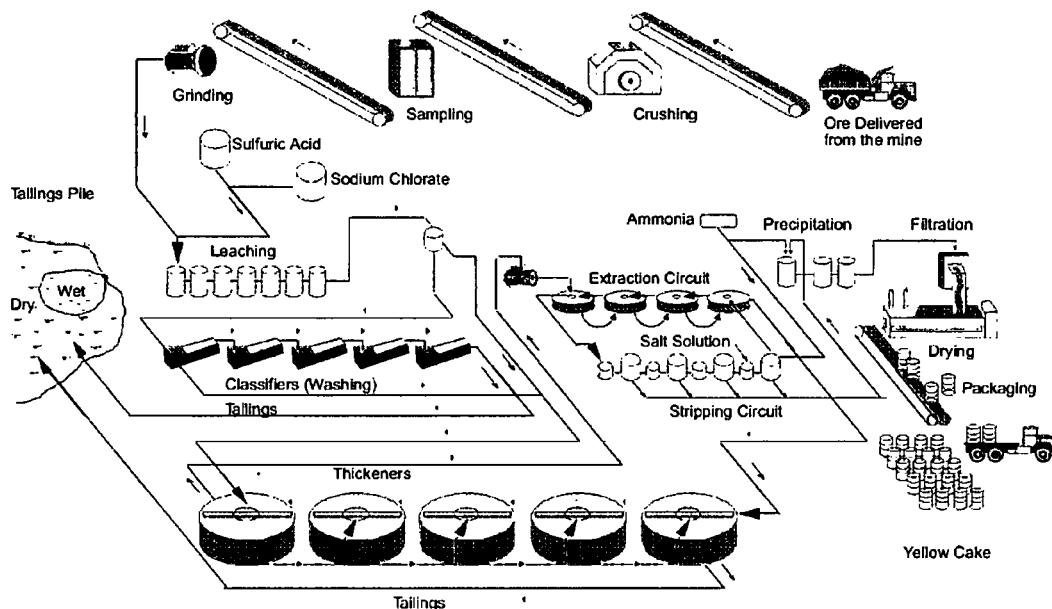 Grinding
Sampling
Crushing
Ore Delivered
from the mine
Sulfuric Acid
Sodium Chlorate
Tailings Pile
Leaching
Ammonia
Precipitation
Filtration
Wet
Dry
Extraction Circuit
Salt Solution
Drying
Classifiers (Washing)
Packaging
Tailings
Stripping Circuit
Thickeners
Yellow Cake
Tailings